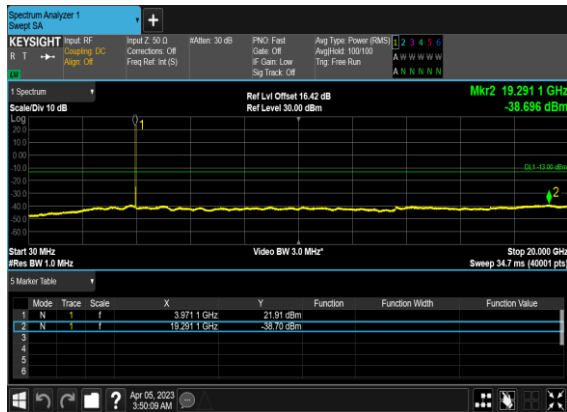 Spectrum Analyzer 1
Swept SA
KEYSIGHT
R T
LXI
Input: RF
Coupling: DC
Align: Off
Input Z: 50 Ω
Corrections: Off
Freq Ref: Int (S)
#Atten: 30 dB
PNO: Fast
Gate: Off
IF Gain: Low
Sig Track: Off
Avg Type: Power (RMS)
Avg|Hold: 100/100
Trig: Free Run
1 2 3 4 5 6
A W W W W W
A N N N N N
1 Spectrum
Scale/Div 10 dB
Ref Lvl Offset 16.42 dB
Ref Level 30.00 dBm
Mkr2 19.291 1 GHz
-38.696 dBm
Log
20.0
10.0
0.00
-10.0
-20.0
-30.0
-40.0
-50.0
-60.0
1
DL1 -13.00 dBm
2
Start 30 MHz
#Res BW 1.0 MHz
Video BW 3.0 MHz*
Stop 20.000 GHz
Sweep 34.7 ms (40001 pts)
5 Marker Table
Mode Trace Scale X Y Function Function Width Function Value
1 N 1 f 3.971 1 GHz 21.91 dBm
2 N 1 f 19.291 1 GHz -38.70 dBm
3
4
5
6
?
Apr 05, 2023
3:50:09 AM